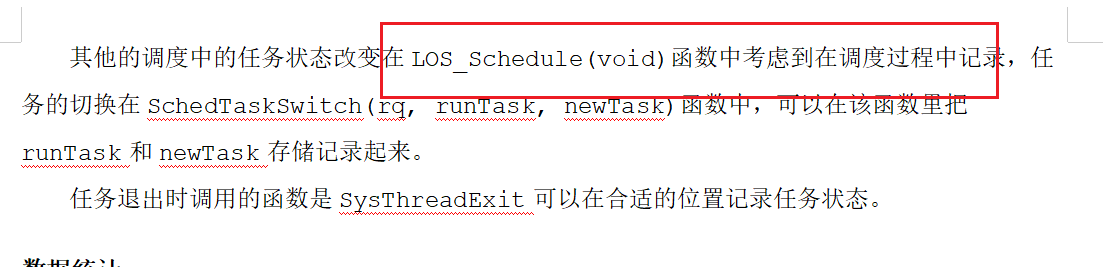 其他的调度中的任务状态改变在 LOS_Schedule(void)函数中考虑到在调度过程中记录，任
务的切换在 SchedTaskSwitch(rq, runTask, newTask)函数中，可以在该函数里把
runTask 和 newTask 存储记录起来。
任务退出时调用的函数是 SysThreadExit 可以在合适的位置记录任务状态。
数据统计